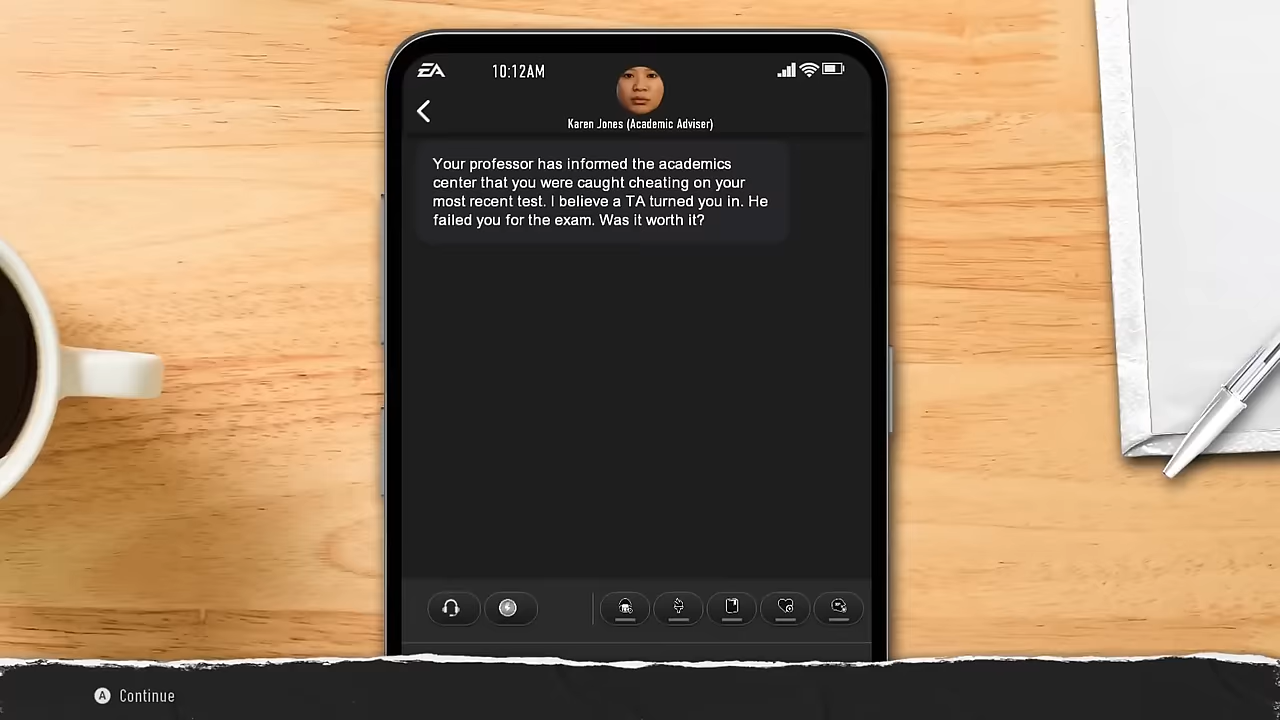 EA
10:12AM
Karen Jones (Academic Adviser)
Your professor has informed the academics
center that you were caught cheating on your
most recent test. I believe a TA turned you in. He
failed you for the exam. Was it worth it?
A Continue